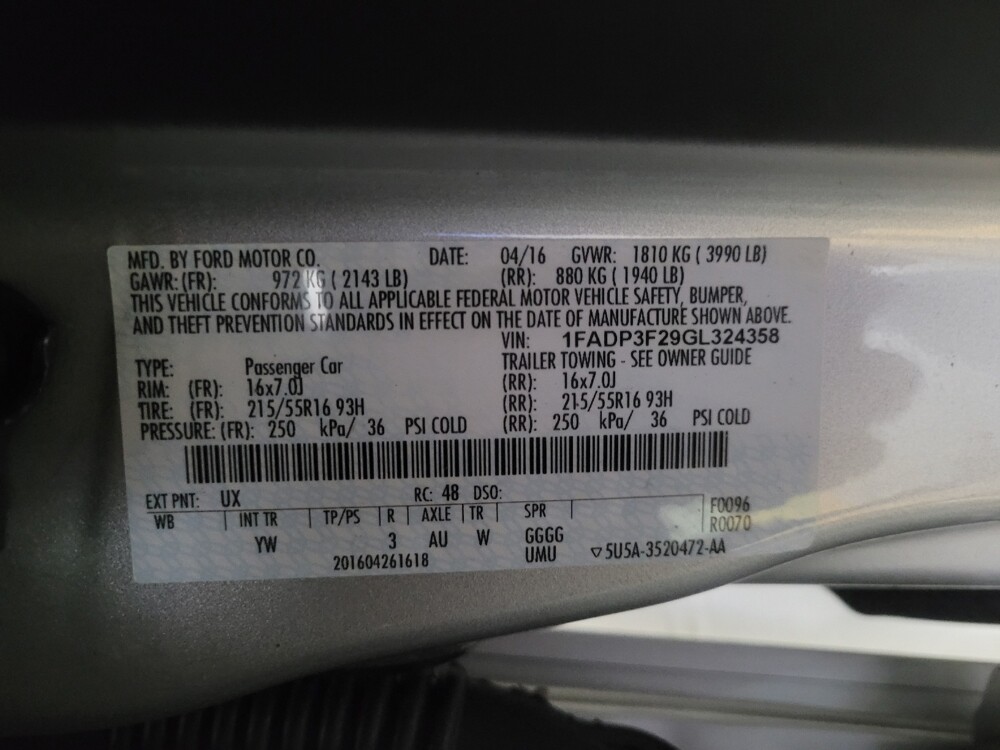 MFD. BY FORD MOTOR CO. DATE: 04/16 GVWR: 1810 KG ( 3990 LB)
GAWR: (FR): 972 KG ( 2143 LB) (RR): 880 KG ( 1940 LB)
THIS VEHICLE CONFORMS TO ALL APPLICABLE FEDERAL MOTOR VEHICLE SAFETY, BUMPER,
AND THEFT PREVENTION STANDARDS IN EFFECT ON THE DATE OF MANUFACTURE SHOWN ABOVE.
VIN: 1FADP3F29GL324358
TYPE: Passenger Car TRAILER TOWING - SEE OWNER GUIDE
RIM: (FR): 16x7.0J (RR): 16x7.0J
TIRE: (FR): 215/55R16 93H (RR): 215/55R16 93H
PRESSURE: (FR): 250 kPa/ 36 PSI COLD (RR): 250 kPa/ 36 PSI COLD
EXT PNT: UX RC: 48 DSO:
WB INT TR TP/PS R AXLE TR SPR F0096
R0070
YW 3 AU W GGGG
201604261618 UMU ▽5U5A-3520472-AA